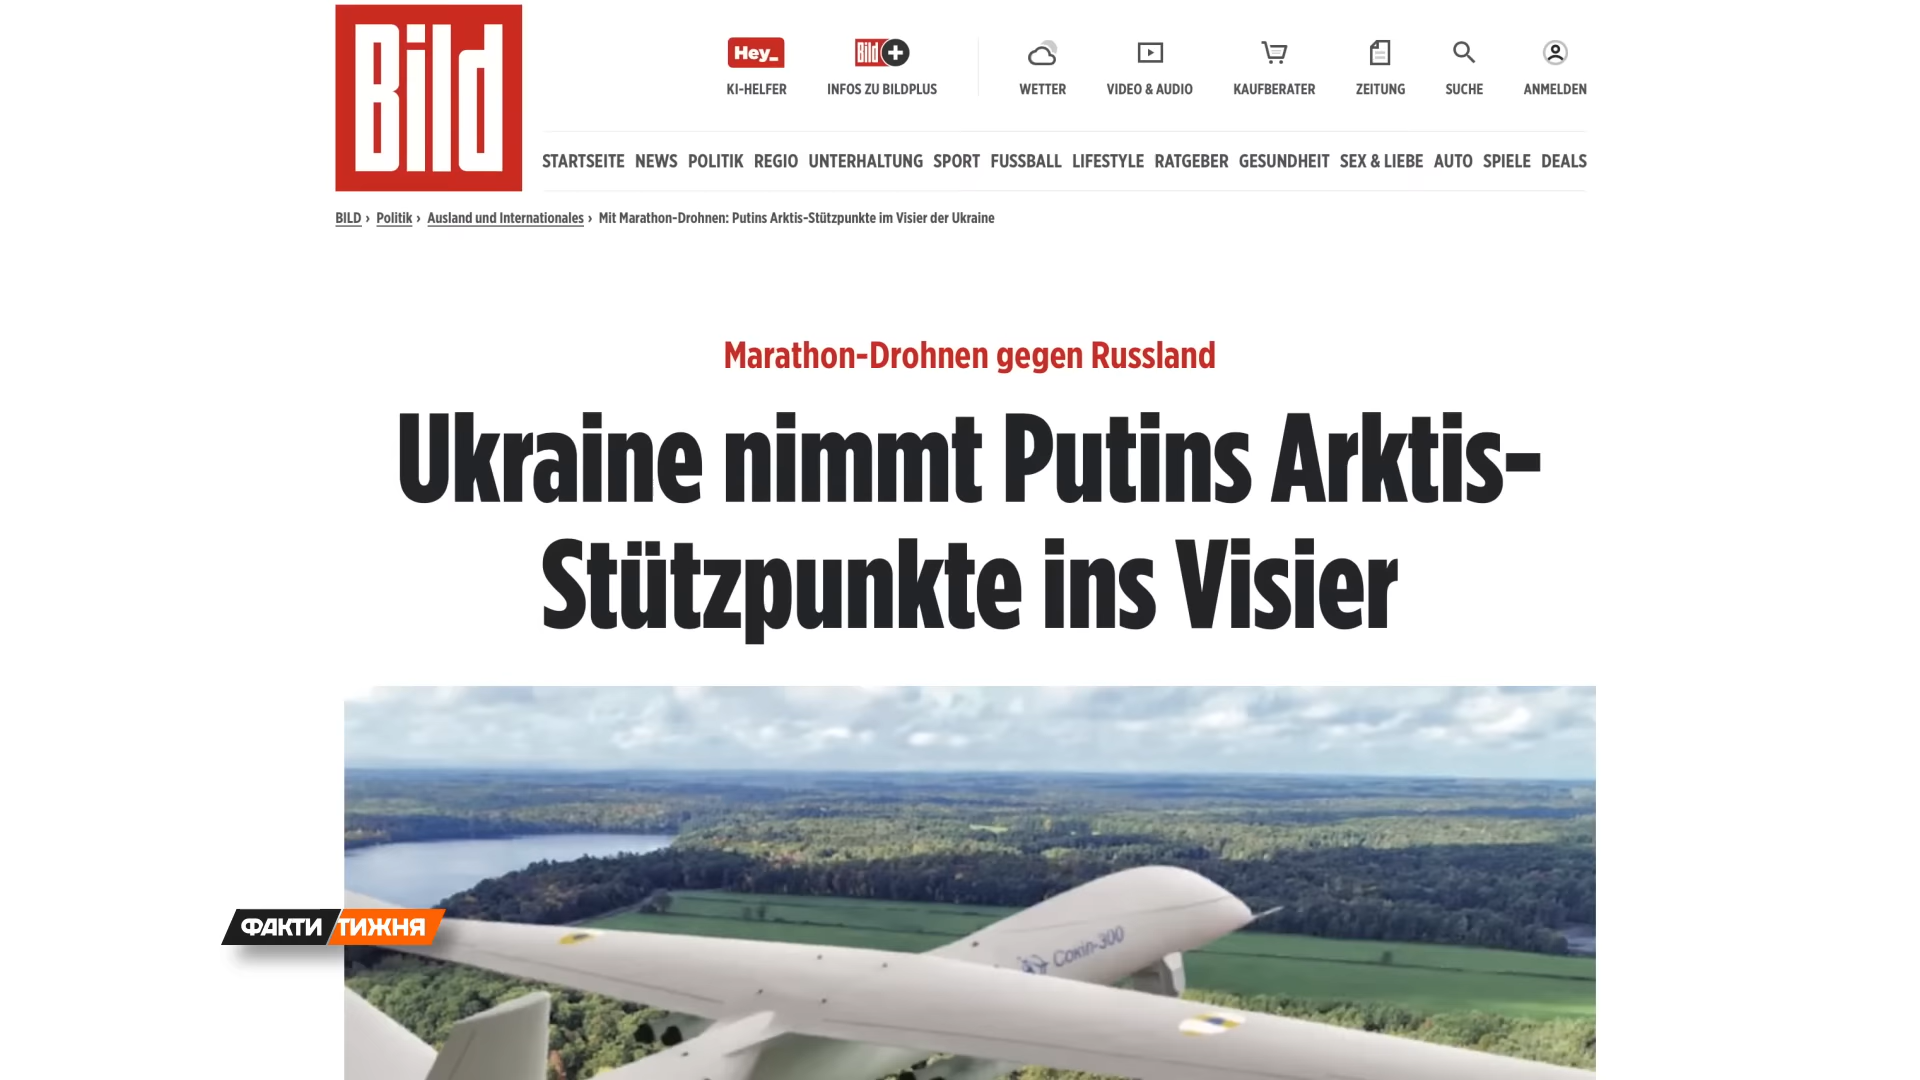 Bild
Hey_
Bild+
KI-HELFER
INFOS ZU BILDPLUS
WETTER
VIDEO & AUDIO
KAUFBERATER
ZEITUNG
SUCHE
ANMELDEN
STARTSEITE NEWS POLITIK REGIO UNTERHALTUNG SPORT FUSSBALL LIFESTYLE RATGEBER GESUNDHEIT SEX & LIEBE AUTO SPIELE DEALS
BILD › Politik › Ausland und Internationales › Mit Marathon-Drohnen: Putins Arktis-Stützpunkte im Visier der Ukraine
Marathon-Drohnen gegen Russland
Ukraine nimmt Putins Arktis-
Stützpunkte ins Visier
ФАКТИ ТИЖНЯ
Сокіл-300